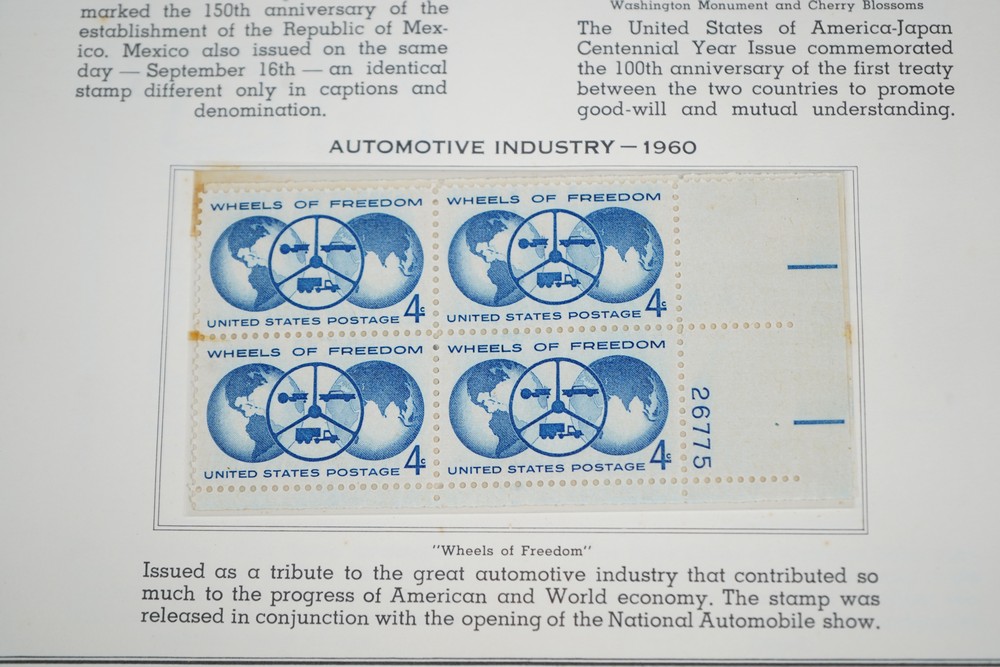 marked the 150th anniversary of the
establishment of the Republic of Mex-
ico. Mexico also issued on the same
day — September 16th — an identical
stamp different only in captions and
denomination.
Washington Monument and Cherry Blossoms
The United States of America-Japan
Centennial Year Issue commemorated
the 100th anniversary of the first treaty
between the two countries to promote
good-will and mutual understanding.
AUTOMOTIVE INDUSTRY — 1960
WHEELS OF FREEDOM
4c
UNITED STATES POSTAGE
WHEELS OF FREEDOM
4c
UNITED STATES POSTAGE
WHEELS OF FREEDOM
4c
UNITED STATES POSTAGE
WHEELS OF FREEDOM
4c
UNITED STATES POSTAGE
26775
"Wheels of Freedom"
Issued as a tribute to the great automotive industry that contributed so
much to the progress of American and World economy. The stamp was
released in conjunction with the opening of the National Automobile show.